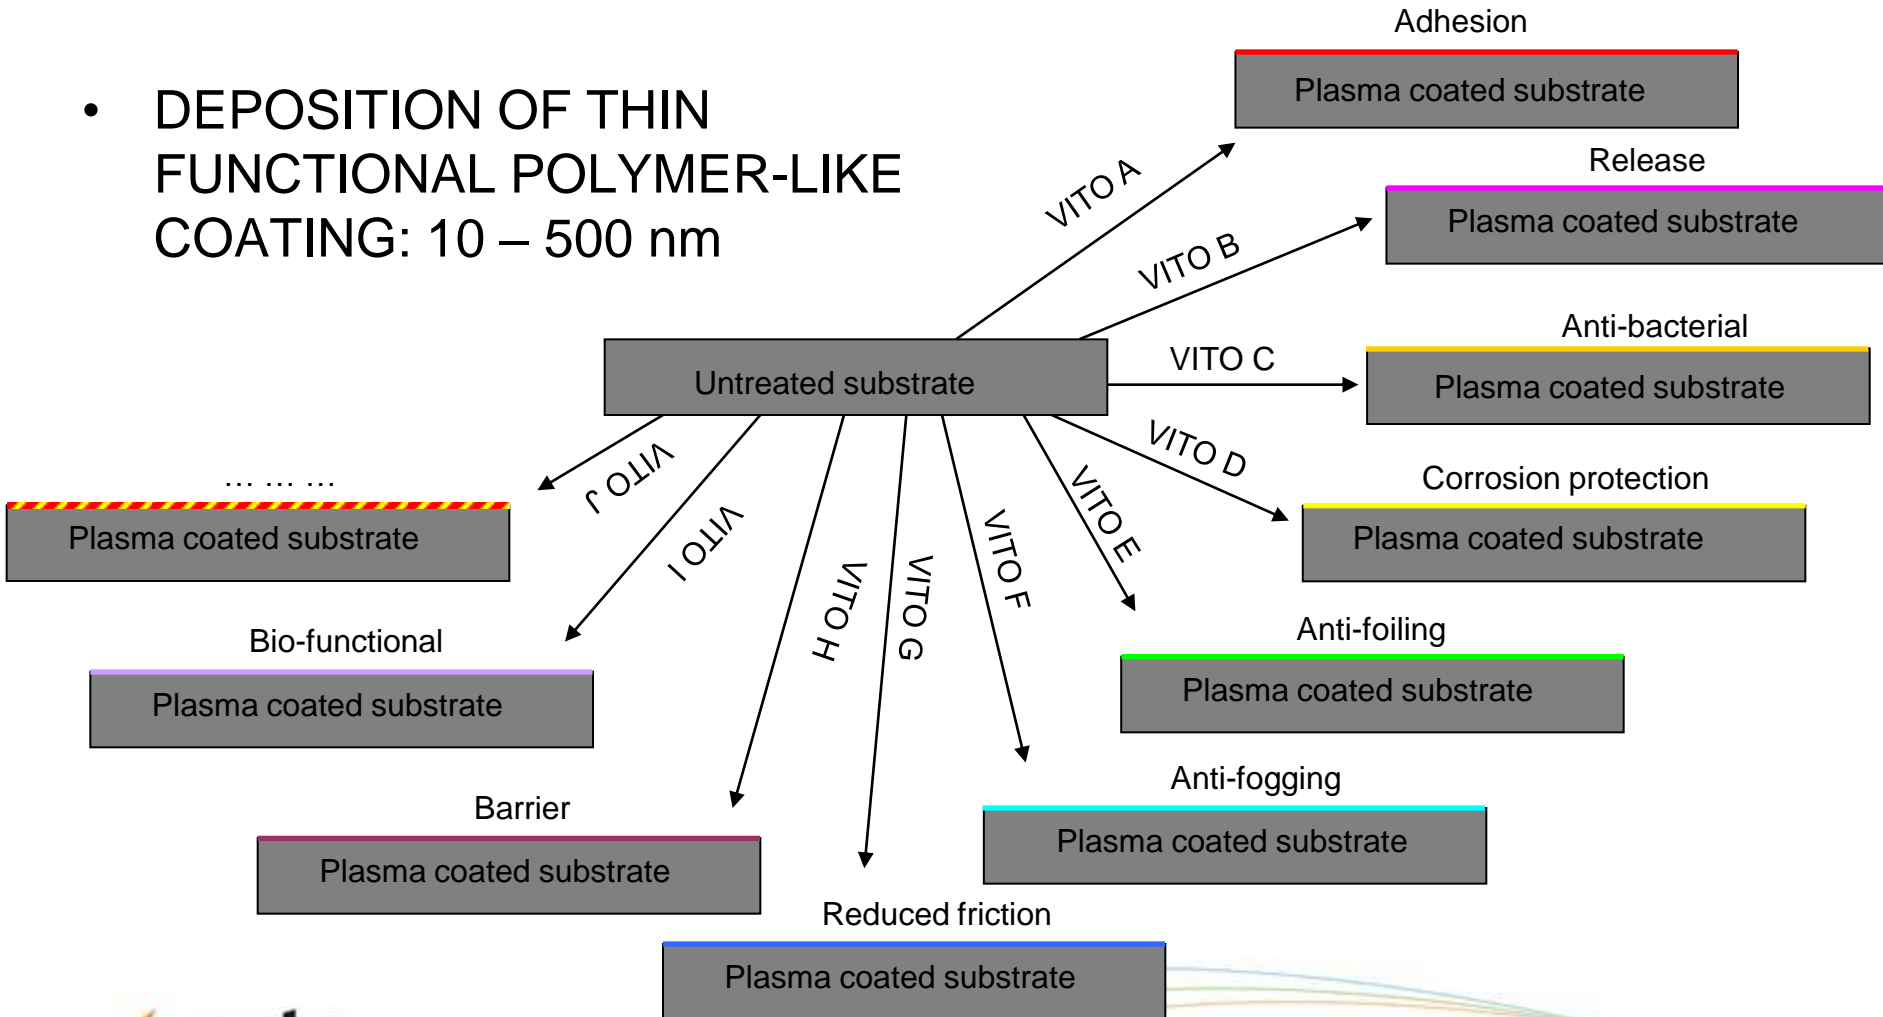 Adhesion
Plasma coated substrate
• DEPOSITION OF THIN
FUNCTIONAL POLYMER-LIKE
COATING: 10 – 500 nm
VITO A
Release
Plasma coated substrate
VITO B
Anti-bacterial
Plasma coated substrate
VITO C
Untreated substrate
VITO D
Corrosion protection
Plasma coated substrate
VITO J
... ... ...
Plasma coated substrate
VITO I
VITO H
VITO G
VITO F
VITO E
Anti-foiling
Plasma coated substrate
Bio-functional
Plasma coated substrate
Anti-fogging
Plasma coated substrate
Barrier
Plasma coated substrate
Reduced friction
Plasma coated substrate